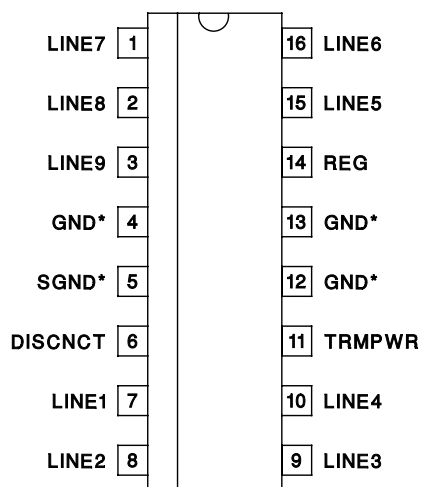 LINE7 1 16 LINE6
LINE8 2 15 LINE5
LINE9 3 14 REG
GND* 4 13 GND*
SGND* 5 12 GND*
DISCNCT 6 11 TRMPWR
LINE1 7 10 LINE4
LINE2 8 9 LINE3